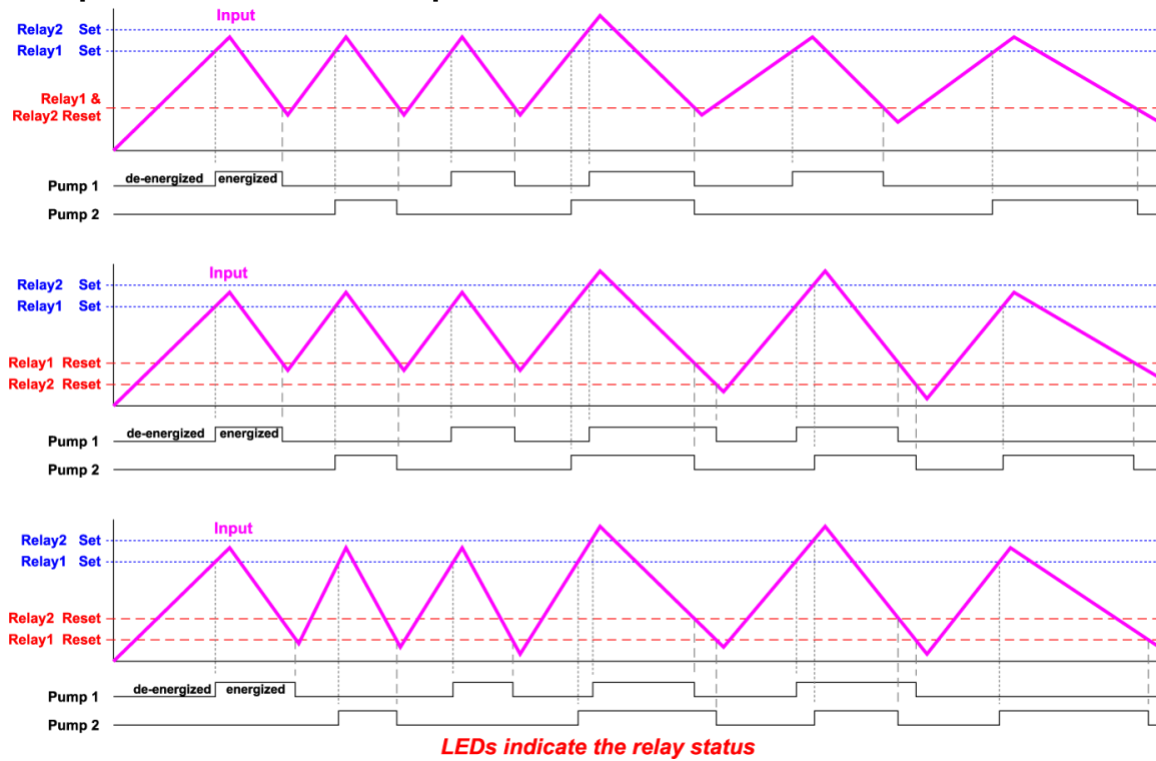 Input
Relay2 Set
Relay1 Set
Relay1 &
Relay2 Reset
de-energized energized
Pump 1
Pump 2
Input
Relay2 Set
Relay1 Set
Relay1 Reset
Relay2 Reset
de-energized energized
Pump 1
Pump 2
Input
Relay2 Set
Relay1 Set
Relay2 Reset
Relay1 Reset
de-energized energized
Pump 1
Pump 2
LEDs indicate the relay status